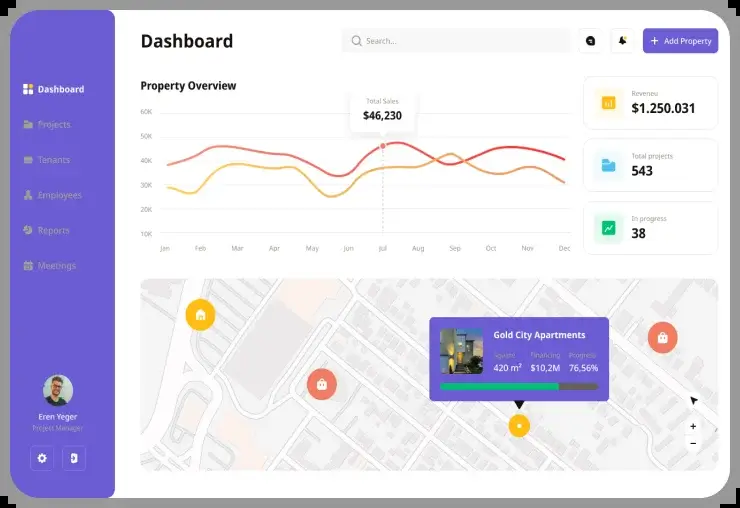 Dashboard
Search...
Add Property
Dashboard
Projects
Tenants
Employees
Reports
Meetings
Eren Yeger
Project Manager
Property Overview
Total Sales
$46,230
60K
50K
40K
30K
20K
10K
Jan
Feb
Mar
Apr
May
Jun
Jul
Aug
Sep
Oct
Nov
Dec
Reveneu
$1.250.031
Total projects
543
In progress
38
Gold City Apartments
Square
Financing
Progress
420 m²
$10,2M
76,56%